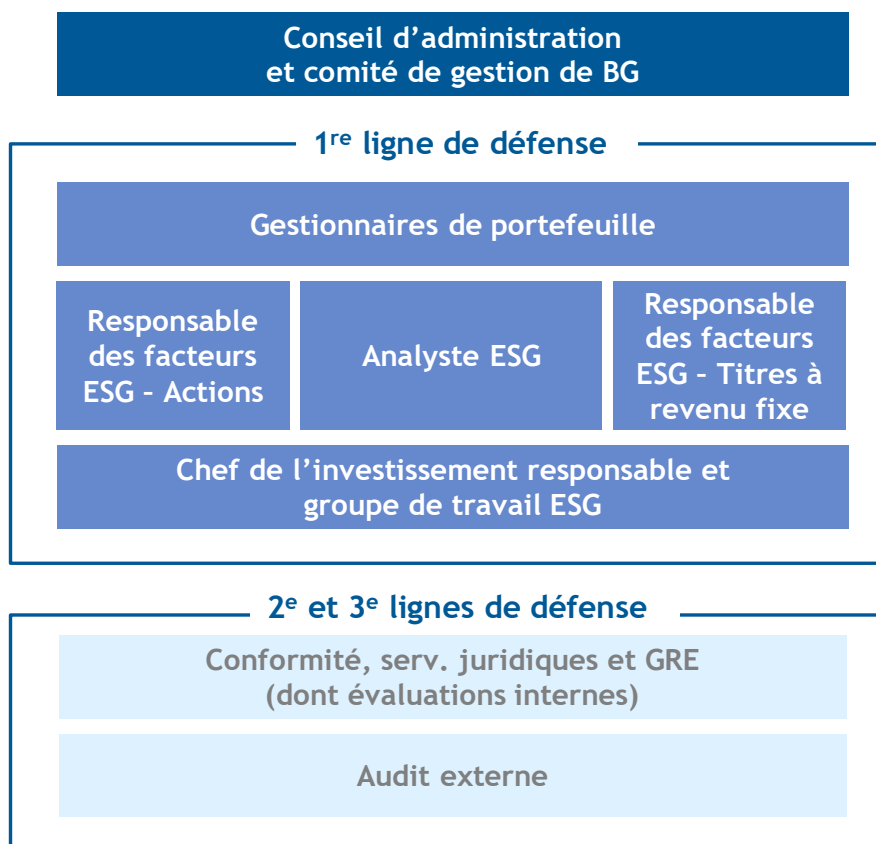 Conseil d’administration
et comité de gestion de BG
1re ligne de défense
Gestionnaires de portefeuille
Responsable
des facteurs
ESG – Actions
Analyste ESG
Responsable
des facteurs
ESG – Titres à
revenu fixe
Chef de l’investissement responsable et
groupe de travail ESG
2e et 3e lignes de défense
Conformité, serv. juridiques et GRE
(dont évaluations internes)
Audit externe